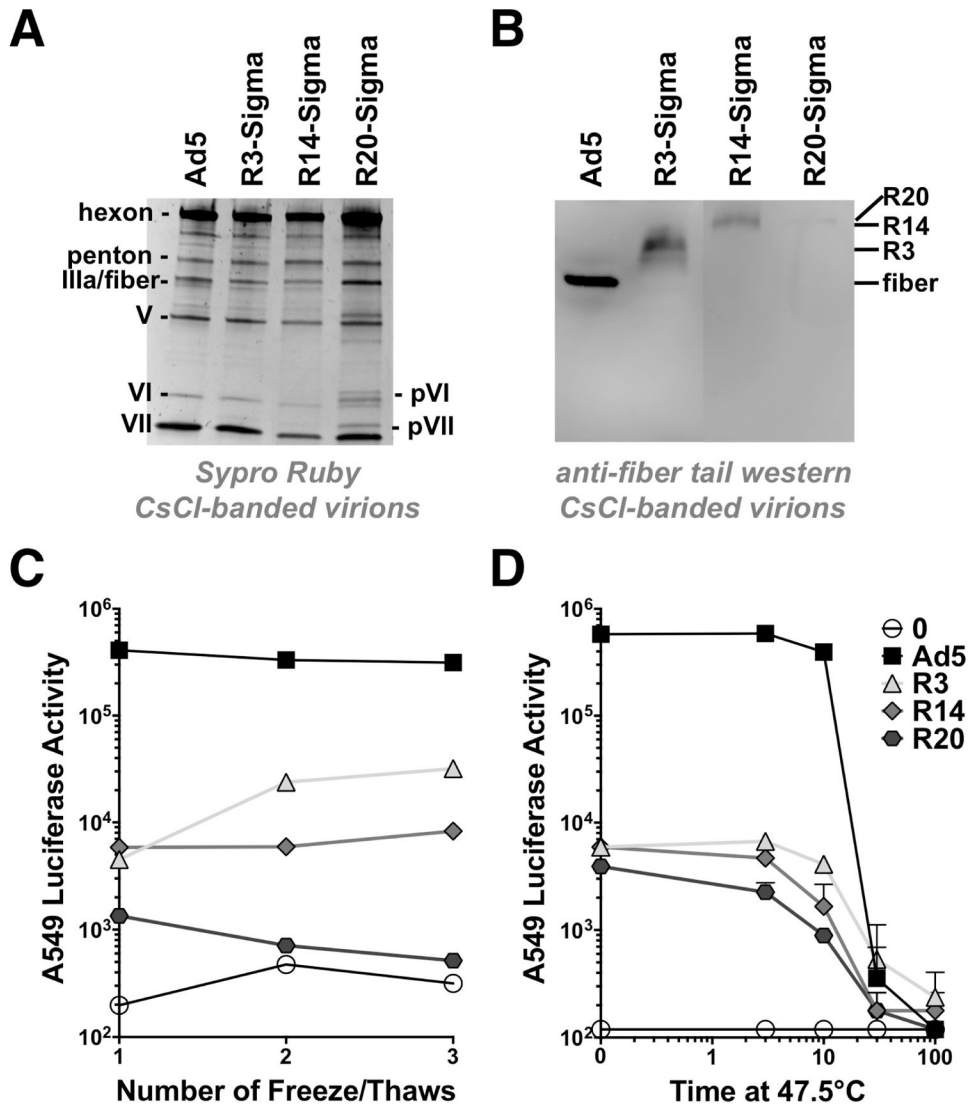 A
Ad5
R3-Sigma
R14-Sigma
R20-Sigma
hexon -
penton -
IIIa/fiber-
V -
VI -
VII -
- pVI
- pVII
Sypro Ruby
CsCl-banded virions
B
Ad5
R3-Sigma
R14-Sigma
R20-Sigma
R20
R14
R3
fiber
anti-fiber tail western
CsCl-banded virions
C
A549 Luciferase Activity
10^6
10^5
10^4
10^3
10^2
1 2 3
Number of Freeze/Thaws
D
A549 Luciferase Activity
10^6
10^5
10^4
10^3
10^2
0 1 10 100
Time at 47.5°C
0
Ad5
R3
R14
R20